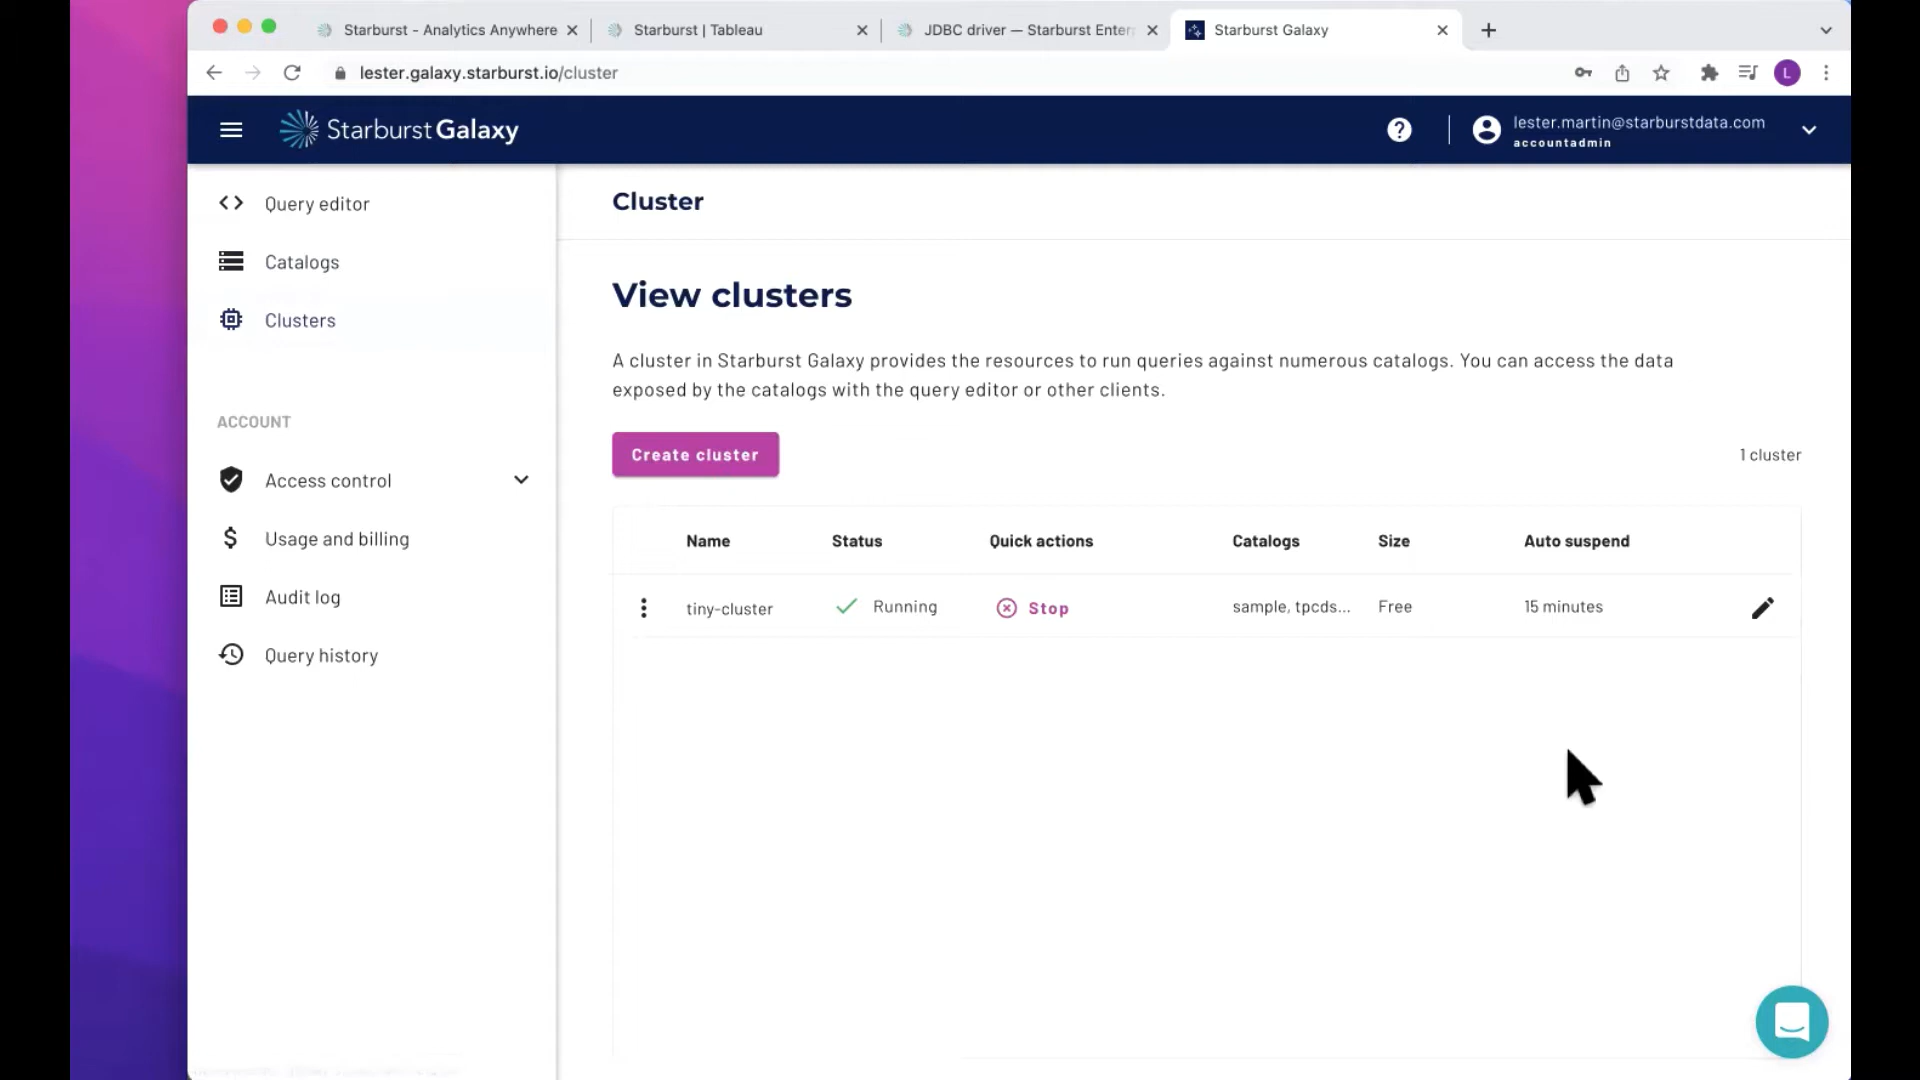 Starburst - Analytics Anywhere
Starburst | Tableau
JDBC driver — Starburst Enter
Starburst Galaxy
lester.galaxy.starburst.io/cluster
L
Starburst Galaxy
?
lester.martin@starburstdata.com
accountadmin
Query editor
Catalogs
Clusters
ACCOUNT
Access control
Usage and billing
Audit log
Query history
Cluster
View clusters
A cluster in Starburst Galaxy provides the resources to run queries against numerous catalogs. You can access the data
exposed by the catalogs with the query editor or other clients.
Create cluster
1 cluster
Name Status Quick actions Catalogs Size Auto suspend
tiny-cluster Running Stop sample, tpcds... Free 15 minutes